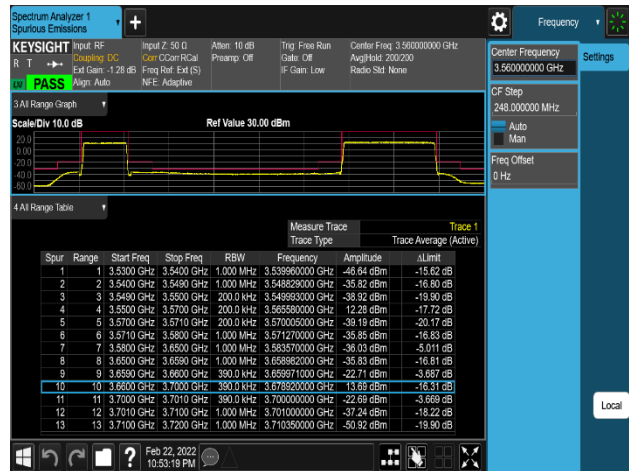 Spectrum Analyzer 1
Spurious Emissions
Frequency
KEYSIGHT
Input: RF
Input Z: 50 Ω
Atten: 10 dB
Trig: Free Run
Center Freq: 3.560000000 GHz
R T
Coupling: DC
Corr CCorr RCal
Preamp: Off
Gate: Off
Avg|Hold: 200/200
Ext Gain: -1.28 dB
Freq Ref: Ext (S)
IF Gain: Low
Radio Std: None
PASS
Align: Auto
NFE: Adaptive
Center Frequency
3.560000000 GHz
Settings
CF Step
248.000000 MHz
Auto
Man
Freq Offset
0 Hz
3 All Range Graph
Scale/Div 10.0 dB
Ref Value 30.00 dBm
20.0
0.00
-20.0
-40.0
-60.0
4 All Range Table
Measure Trace Trace 1
Trace Type Trace Average (Active)
Spur Range Start Freq Stop Freq RBW Frequency Amplitude ΔLimit
1 1 3.5300 GHz 3.5400 GHz 1.000 MHz 3.539960000 GHz -46.64 dBm -15.62 dB
2 2 3.5400 GHz 3.5490 GHz 1.000 MHz 3.548829000 GHz -35.82 dBm -16.80 dB
3 3 3.5490 GHz 3.5500 GHz 200.0 kHz 3.549993000 GHz -38.92 dBm -19.90 dB
4 4 3.5500 GHz 3.5700 GHz 200.0 kHz 3.565580000 GHz 12.28 dBm -17.72 dB
5 5 3.5700 GHz 3.5710 GHz 200.0 kHz 3.570005000 GHz -39.19 dBm -20.17 dB
6 6 3.5710 GHz 3.5800 GHz 1.000 MHz 3.571270000 GHz -35.85 dBm -16.83 dB
7 7 3.5800 GHz 3.6500 GHz 1.000 MHz 3.583570000 GHz -36.03 dBm -5.011 dB
8 8 3.6500 GHz 3.6590 GHz 1.000 MHz 3.658982000 GHz -35.83 dBm -16.81 dB
9 9 3.6590 GHz 3.6600 GHz 390.0 kHz 3.659971000 GHz -22.71 dBm -3.687 dB
10 10 3.6600 GHz 3.7000 GHz 390.0 kHz 3.678920000 GHz 13.69 dBm -16.31 dB
11 11 3.7000 GHz 3.7010 GHz 390.0 kHz 3.700000000 GHz -22.69 dBm -3.669 dB
12 12 3.7010 GHz 3.7100 GHz 1.000 MHz 3.701000000 GHz -37.24 dBm -18.22 dB
13 13 3.7100 GHz 3.7200 GHz 1.000 MHz 3.710350000 GHz -50.92 dBm -19.90 dB
Local
?
Feb 22, 2022
10:53:19 PM